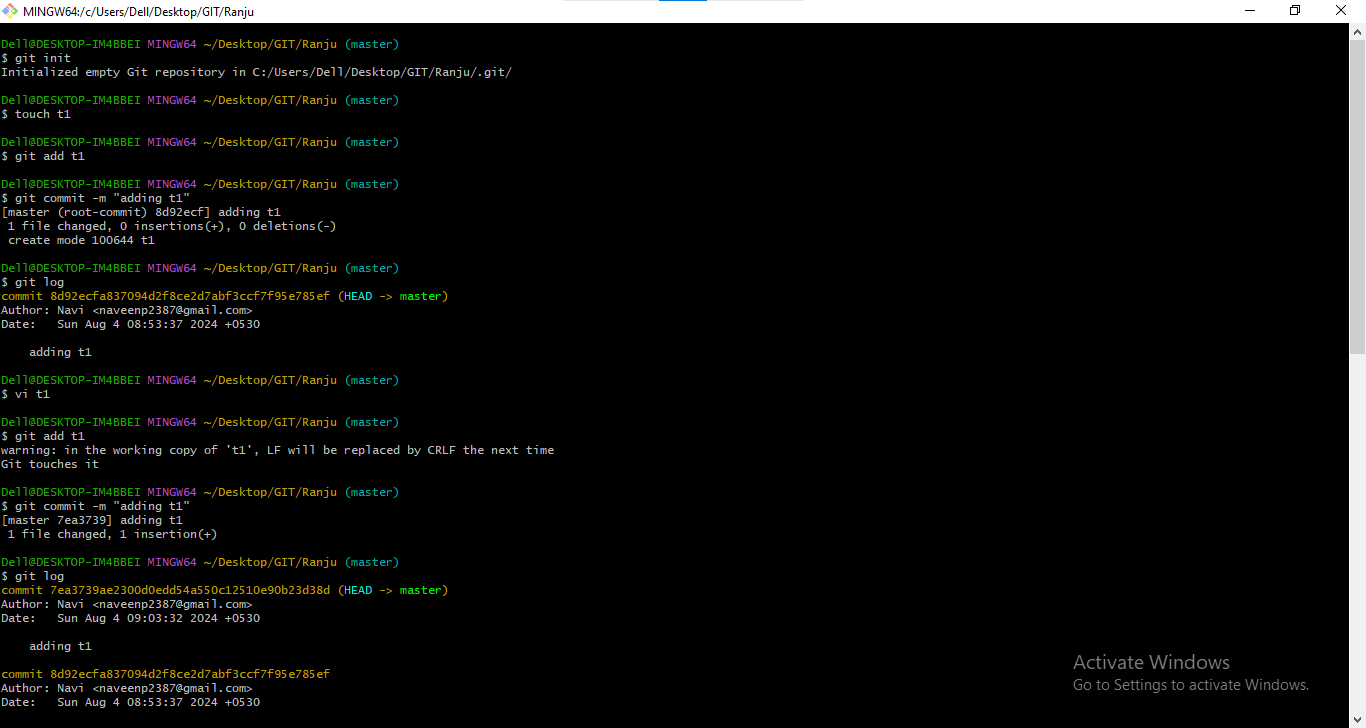 MINGW64:/c/Users/Dell/Desktop/GIT/Ranju
Dell@DESKTOP-IM4BBEI MINGW64 ~/Desktop/GIT/Ranju (master)
$ git init
Initialized empty Git repository in C:/Users/Dell/Desktop/GIT/Ranju/.git/
Dell@DESKTOP-IM4BBEI MINGW64 ~/Desktop/GIT/Ranju (master)
$ touch t1
Dell@DESKTOP-IM4BBEI MINGW64 ~/Desktop/GIT/Ranju (master)
$ git add t1
Dell@DESKTOP-IM4BBEI MINGW64 ~/Desktop/GIT/Ranju (master)
$ git commit -m "adding t1"
[master (root-commit) 8d92ecf] adding t1
 1 file changed, 0 insertions(+), 0 deletions(-)
 create mode 100644 t1
Dell@DESKTOP-IM4BBEI MINGW64 ~/Desktop/GIT/Ranju (master)
$ git log
commit 8d92ecfa837094d2f8ce2d7abf3ccf7f95e785ef (HEAD -> master)
Author: Navi <naveenp2387@gmail.com>
Date:   Sun Aug 4 08:53:37 2024 +0530
    adding t1
Dell@DESKTOP-IM4BBEI MINGW64 ~/Desktop/GIT/Ranju (master)
$ vi t1
Dell@DESKTOP-IM4BBEI MINGW64 ~/Desktop/GIT/Ranju (master)
$ git add t1
warning: in the working copy of 't1', LF will be replaced by CRLF the next time
Git touches it
Dell@DESKTOP-IM4BBEI MINGW64 ~/Desktop/GIT/Ranju (master)
$ git commit -m "adding t1"
[master 7ea3739] adding t1
 1 file changed, 1 insertion(+)
Dell@DESKTOP-IM4BBEI MINGW64 ~/Desktop/GIT/Ranju (master)
$ git log
commit 7ea3739ae2300d0edd54a550c12510e90b23d38d (HEAD -> master)
Author: Navi <naveenp2387@gmail.com>
Date:   Sun Aug 4 09:03:32 2024 +0530
    adding t1
commit 8d92ecfa837094d2f8ce2d7abf3ccf7f95e785ef
Author: Navi <naveenp2387@gmail.com>
Date:   Sun Aug 4 08:53:37 2024 +0530
Activate Windows
Go to Settings to activate Windows.